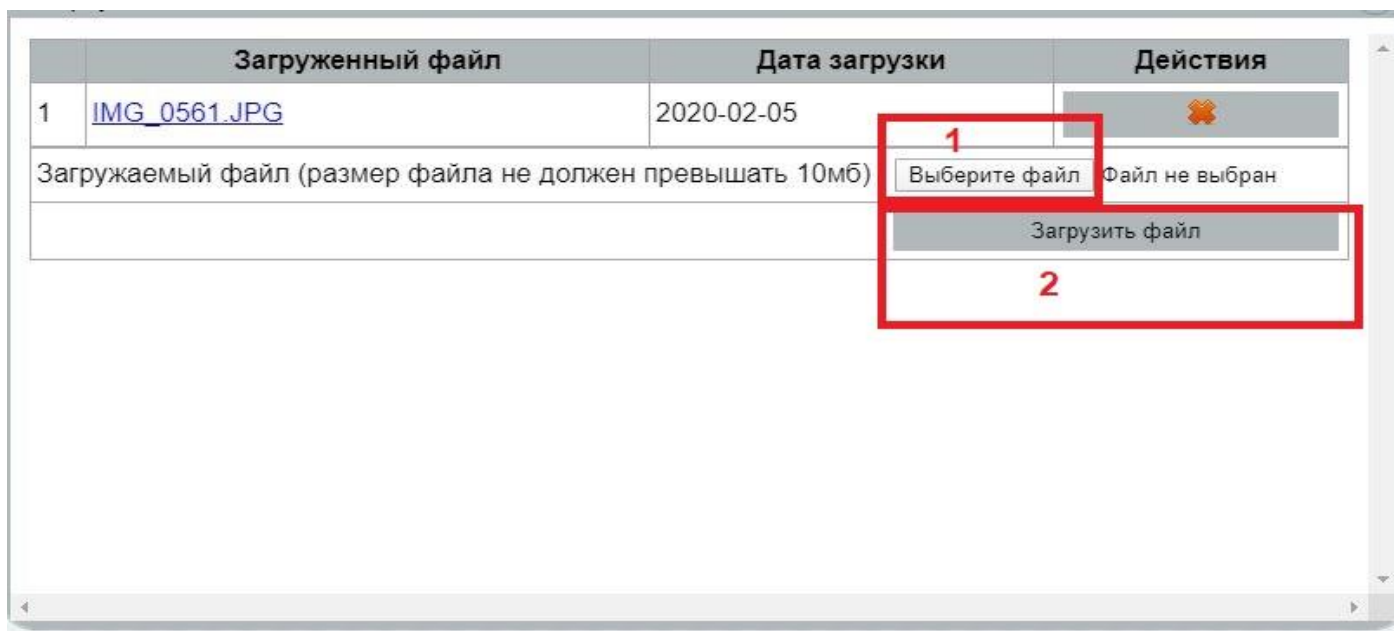 Загруженный файл Дата загрузки Действия
1 IMG_0561.JPG 2020-02-05
1
Загружаемый файл (размер файла не должен превышать 10мб) Выберите файл Файл не выбран
Загрузить файл
2